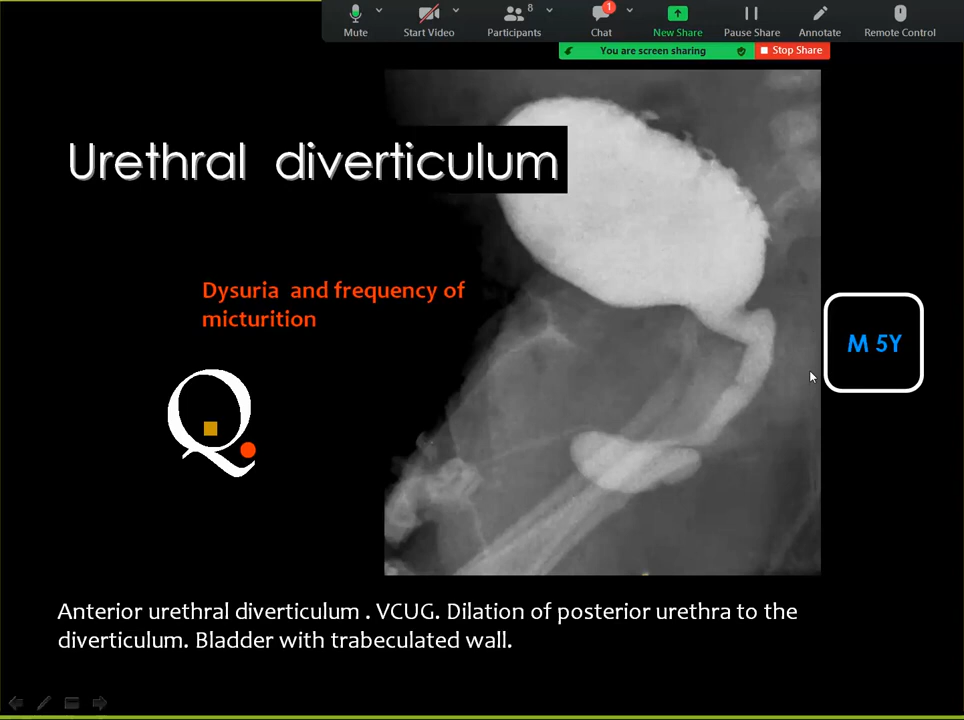 8
1
Mute
Start Video
Participants
Chat
New Share
Pause Share
Annotate
Remote Control
You are screen sharing
Stop Share
Urethral diverticulum
Dysuria and frequency of
micturition
M 5Y
Q
Anterior urethral diverticulum . VCUG. Dilation of posterior urethra to the
diverticulum. Bladder with trabeculated wall.